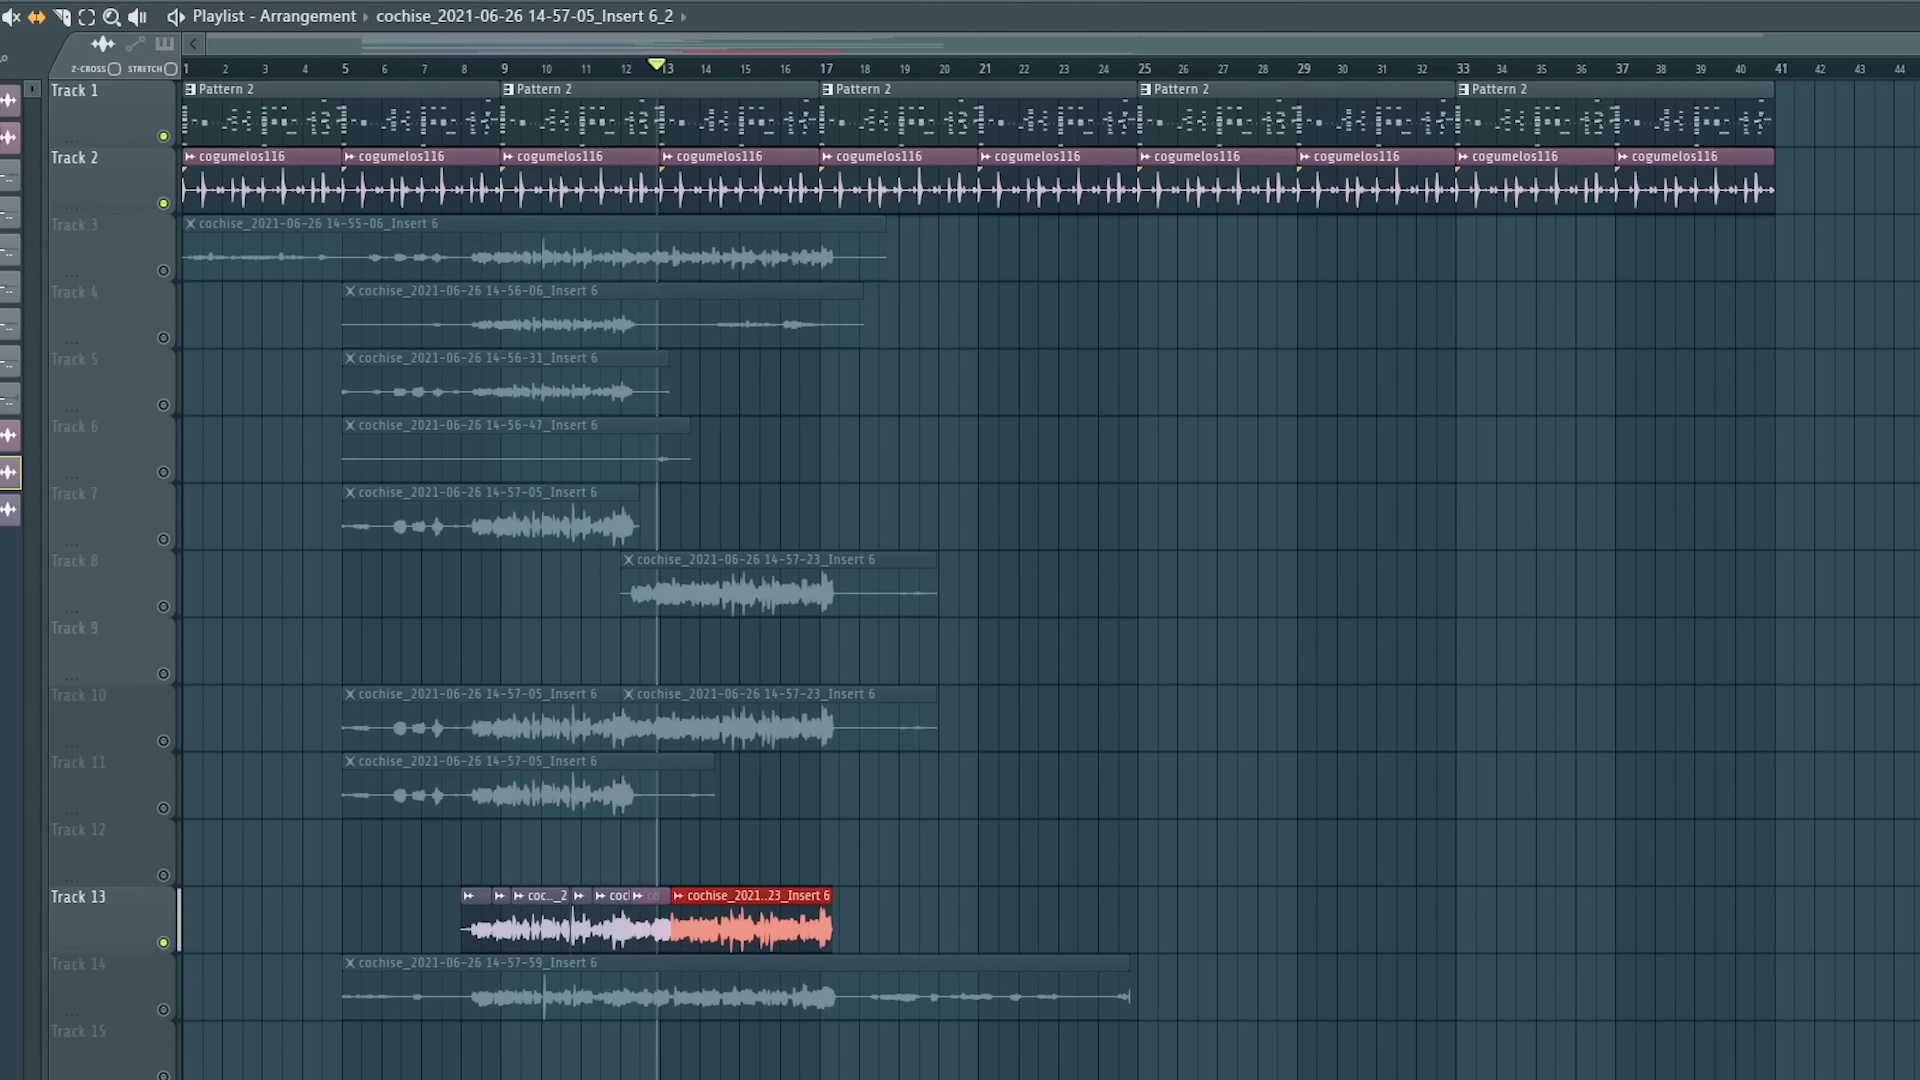 Playlist - Arrangement › cochise_2021-06-26 14-57-05_Insert 6_2 ›
Z-CROSS STRETCH
1 2 3 4 5 6 7 8 9 10 11 12 13 14 15 16 17 18 19 20 21 22 23 24 25 26 27 28 29 30 31 32 33 34 35 36 37 38 39 40 41 42 43 44
Track 1
Pattern 2 Pattern 2 Pattern 2 Pattern 2 Pattern 2
Track 2
cogumelos116 cogumelos116 cogumelos116 cogumelos116 cogumelos116 cogumelos116 cogumelos116 cogumelos116 cogumelos116 cogumelos116
Track 3
cochise_2021-06-26 14-55-06_Insert 6
Track 4
cochise_2021-06-26 14-56-06_Insert 6
Track 5
cochise_2021-06-26 14-56-31_Insert 6
Track 6
cochise_2021-06-26 14-56-47_Insert 6
Track 7
cochise_2021-06-26 14-57-05_Insert 6
Track 8
cochise_2021-06-26 14-57-23_Insert 6
Track 9
Track 10
cochise_2021-06-26 14-57-05_Insert 6 cochise_2021-06-26 14-57-23_Insert 6
Track 11
cochise_2021-06-26 14-57-05_Insert 6
Track 12
Track 13
coc.._2 coc co cochise_2021..23_Insert 6
Track 14
cochise_2021-06-26 14-57-59_Insert 6
Track 15